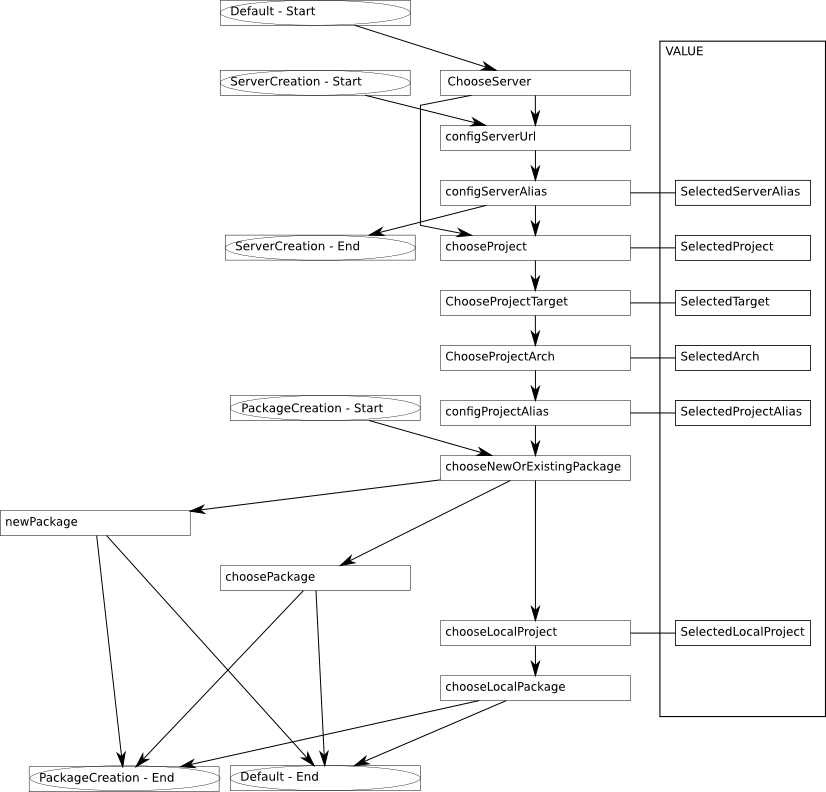 Default - Start
VALUE
ServerCreation - Start
ChooseServer
configServerUrl
configServerAlias
SelectedServerAlias
ServerCreation - End
chooseProject
SelectedProject
ChooseProjectTarget
SelectedTarget
ChooseProjectArch
SelectedArch
PackageCreation - Start
configProjectAlias
SelectedProjectAlias
chooseNewOrExistingPackage
newPackage
choosePackage
chooseLocalProject
SelectedLocalProject
chooseLocalPackage
PackageCreation - End
Default - End